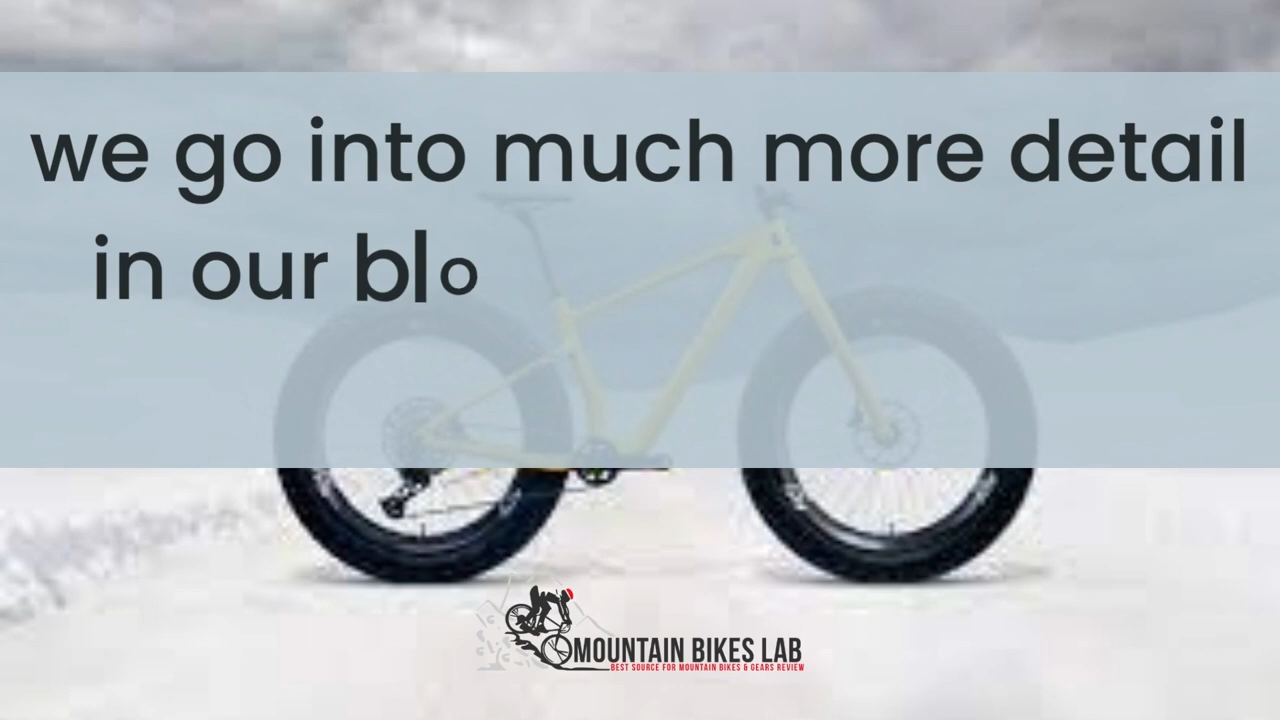 we go into much more detail
in our blo
MOUNTAIN BIKES LAB
BEST SOURCE FOR MOUNTAIN BIKES & GEARS REVIEW